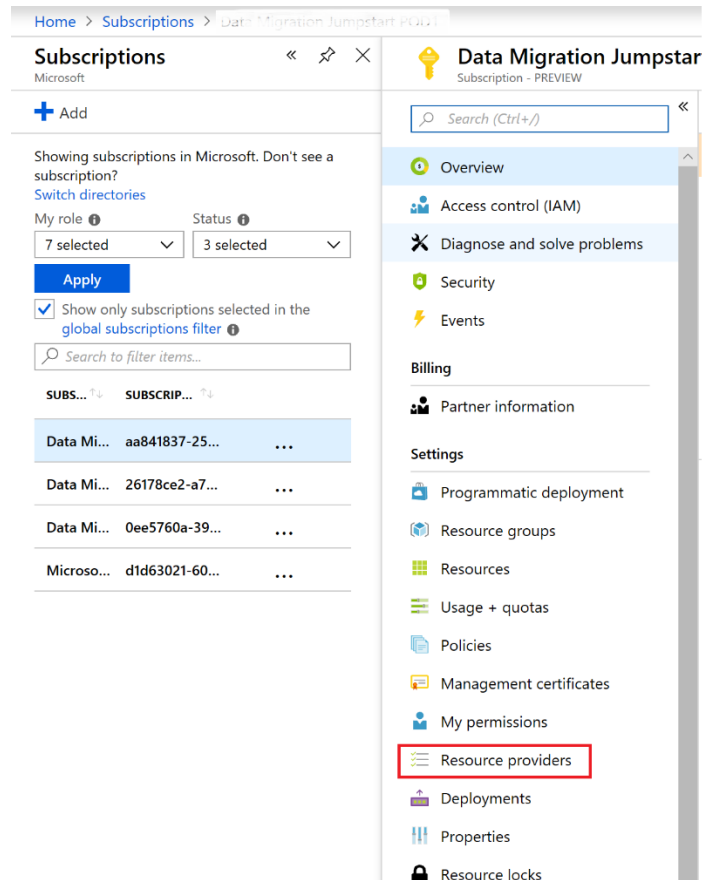 Home > Subscriptions > Data Migration Jumpstart POD1
Subscriptions
Microsoft
Add
Showing subscriptions in Microsoft. Don't see a
subscription?
Switch directories
My role
Status
7 selected
3 selected
Apply
Show only subscriptions selected in the
global subscriptions filter
Search to filter items...
SUBS...
SUBSCRIP...
Data Mi... aa841837-25... ...
Data Mi... 26178ce2-a7... ...
Data Mi... 0ee5760a-39... ...
Microso... d1d63021-60... ...
Data Migration Jumpstar
Subscription - PREVIEW
Search (Ctrl+/)
Overview
Access control (IAM)
Diagnose and solve problems
Security
Events
Billing
Partner information
Settings
Programmatic deployment
Resource groups
Resources
Usage + quotas
Policies
Management certificates
My permissions
Resource providers
Deployments
Properties
Resource locks